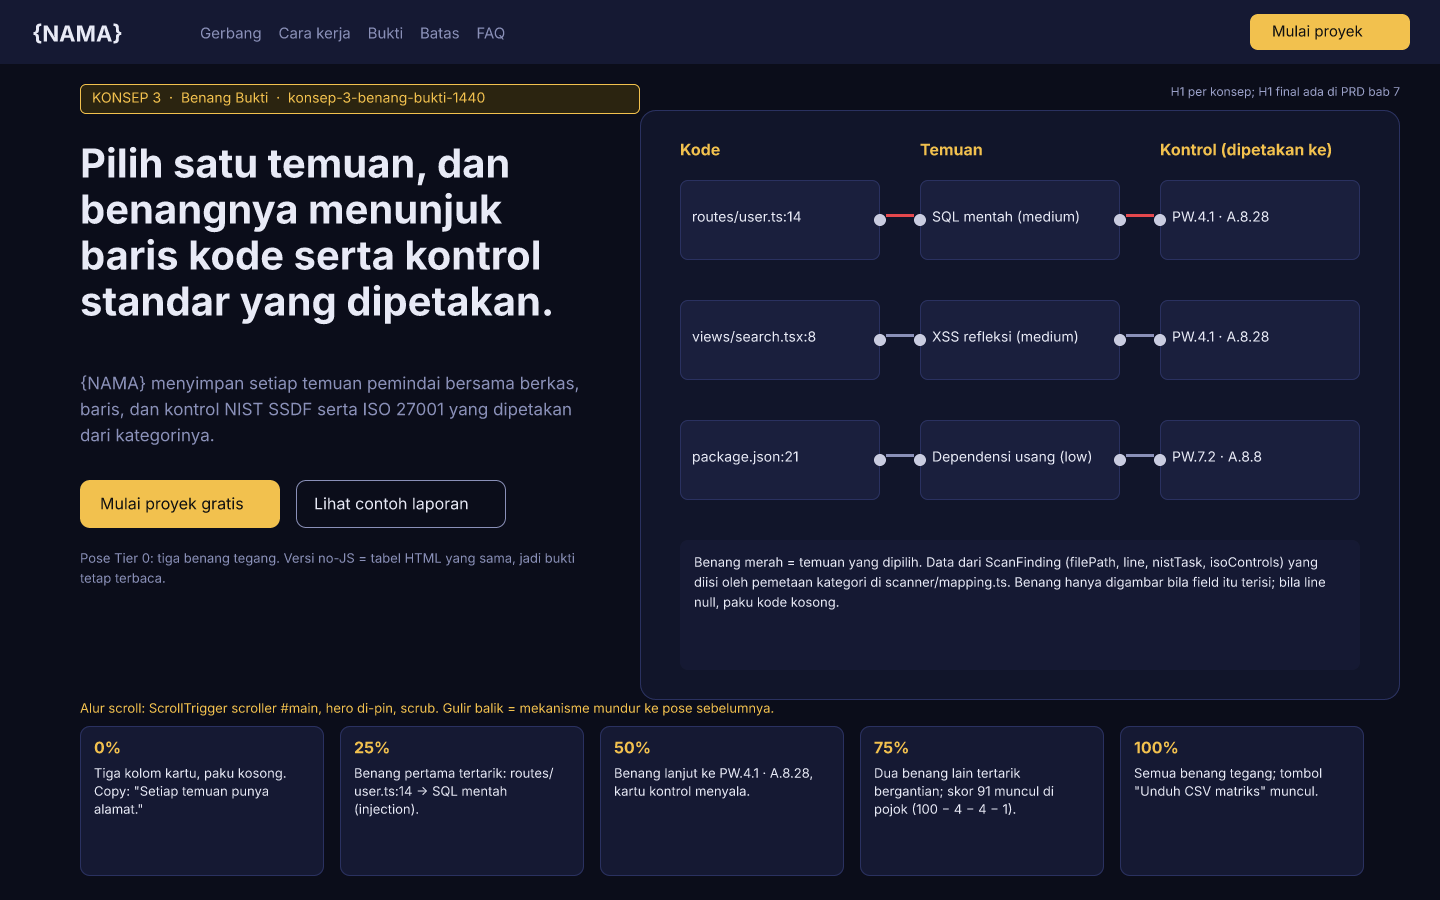 {NAMA}
Gerbang Cara kerja Bukti Batas FAQ
Mulai proyek
KONSEP 3 · Benang Bukti · konsep-3-benang-bukti-1440
H1 per konsep; H1 final ada di PRD bab 7
Pilih satu temuan, dan
benangnya menunjuk
baris kode serta kontrol
standar yang dipetakan.
{NAMA} menyimpan setiap temuan pemindai bersama berkas,
baris, dan kontrol NIST SSDF serta ISO 27001 yang dipetakan
dari kategorinya.
Mulai proyek gratis
Lihat contoh laporan
Pose Tier 0: tiga benang tegang. Versi no-JS = tabel HTML yang sama, jadi bukti
tetap terbaca.
Kode
Temuan
Kontrol (dipetakan ke)
routes/user.ts:14
SQL mentah (medium)
PW.4.1 · A.8.28
views/search.tsx:8
XSS refleksi (medium)
PW.4.1 · A.8.28
package.json:21
Dependensi usang (low)
PW.7.2 · A.8.8
Benang merah = temuan yang dipilih. Data dari ScanFinding (filePath, line, nistTask, isoControls) yang
diisi oleh pemetaan kategori di scanner/mapping.ts. Benang hanya digambar bila field itu terisi; bila line
null, paku kode kosong.
Alur scroll: ScrollTrigger scroller #main, hero di-pin, scrub. Gulir balik = mekanisme mundur ke pose sebelumnya.
0%
Tiga kolom kartu, paku kosong.
Copy: "Setiap temuan punya
alamat."
25%
Benang pertama tertarik: routes/
user.ts:14 → SQL mentah
(injection).
50%
Benang lanjut ke PW.4.1 · A.8.28,
kartu kontrol menyala.
75%
Dua benang lain tertarik
bergantian; skor 91 muncul di
pojok (100 − 4 − 4 − 1).
100%
Semua benang tegang; tombol
"Unduh CSV matriks" muncul.